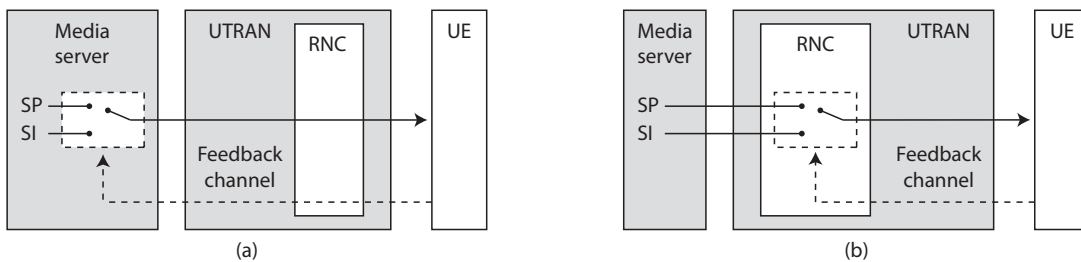 Media
server
UTRAN
RNC
UE
SP
SI
Feedback
channel
(a)
Media
server
RNC
UTRAN
UE
SP
SI
Feedback
channel
(b)